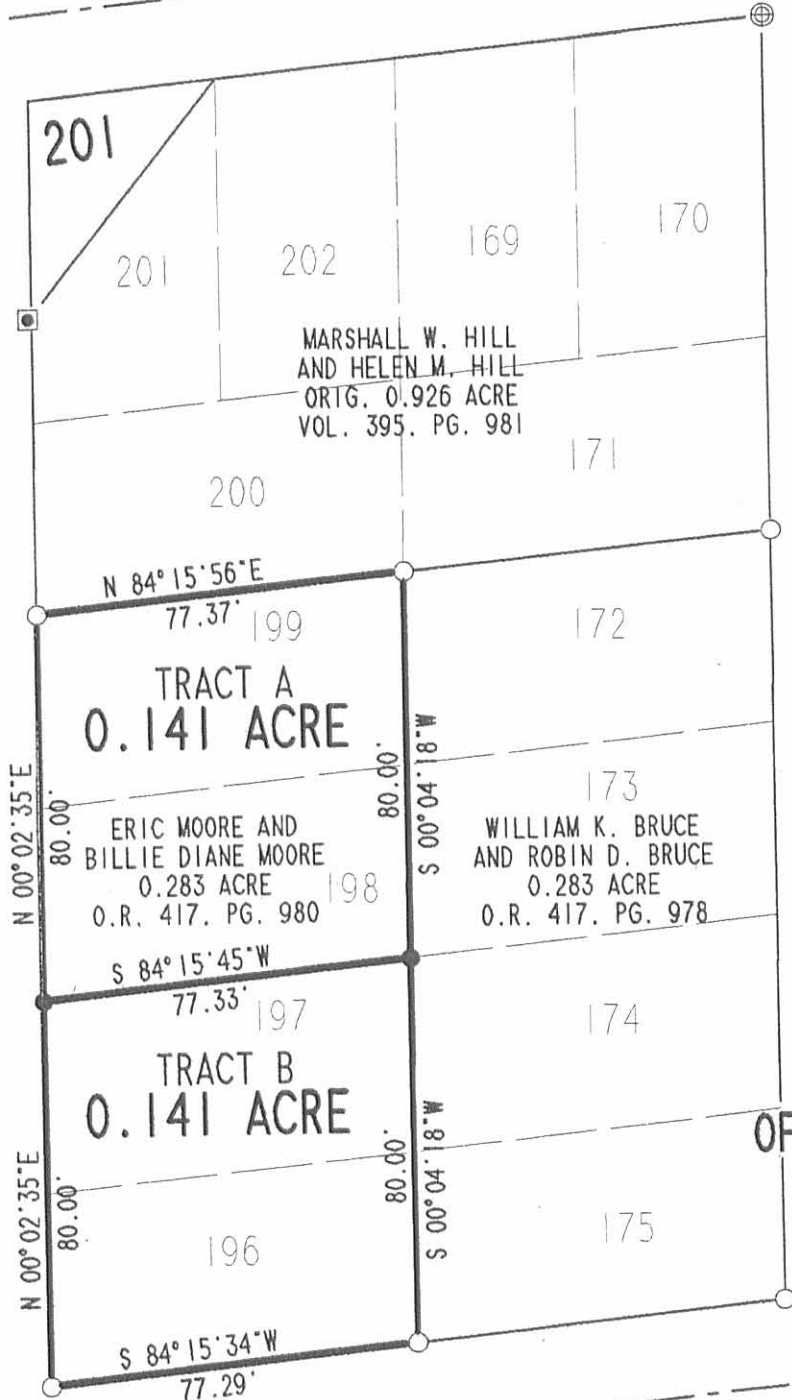 201
201
202
169
170
MARSHALL W. HILL
AND HELEN M. HILL
ORIG. 0.926 ACRE
VOL. 395. PG. 981
200
171
N 84°15'56"E
77.37'
199
172
TRACT A
0.141 ACRE
N 00°02'35"E
80.00'
80.00'
S 00°04'18"W
173
ERIC MOORE AND
BILLIE DIANE MOORE
0.283 ACRE
O.R. 417. PG. 980
198
WILLIAM K. BRUCE
AND ROBIN D. BRUCE
0.283 ACRE
O.R. 417. PG. 978
S 84°15'45"W
77.33'
197
174
TRACT B
0.141 ACRE
N 00°02'35"E
80.00'
80.00'
S 00°04'18"W
196
175
S 84°15'34"W
77.29'